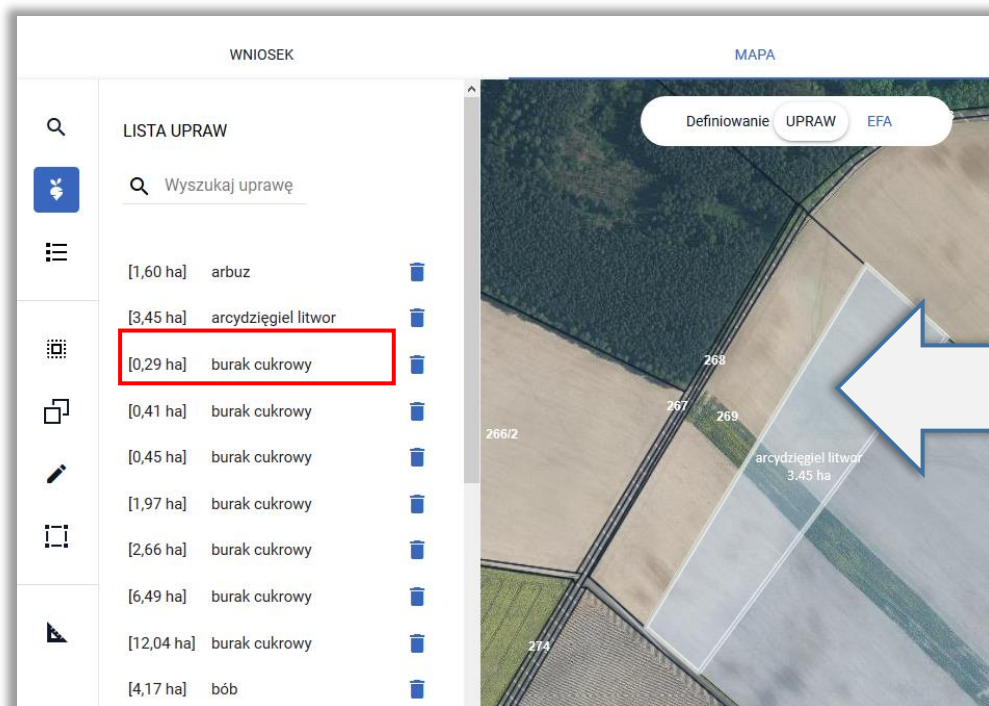 WNIOSEK
MAPA
LISTA UPRAW
Wyszukaj uprawę
[1,60 ha] arbuz
[3,45 ha] arcydzięgiel litwor
[0,29 ha] burak cukrowy
[0,41 ha] burak cukrowy
[0,45 ha] burak cukrowy
[1,97 ha] burak cukrowy
[2,66 ha] burak cukrowy
[6,49 ha] burak cukrowy
[12,04 ha] burak cukrowy
[4,17 ha] bób
Definiowanie UPRAW EFA
268
267
269
266/2
arcydzięgiel litwor
3.45 ha
274